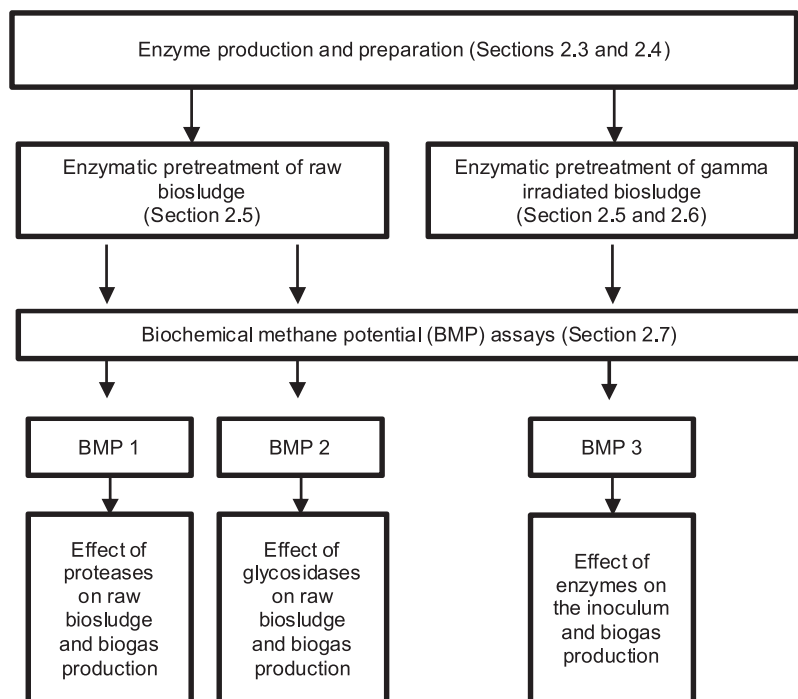 Enzyme production and preparation (Sections 2.3 and 2.4)
Enzymatic pretreatment of raw
biosludge
(Section 2.5)
Enzymatic pretreatment of gamma
irradiated biosludge
(Section 2.5 and 2.6)
Biochemical methane potential (BMP) assays (Section 2.7)
BMP 1
BMP 2
BMP 3
Effect of
proteases
on raw
biosludge
and biogas
production
Effect of
glycosidases
on raw
biosludge
and biogas
production
Effect of
enzymes on
the inoculum
and biogas
production